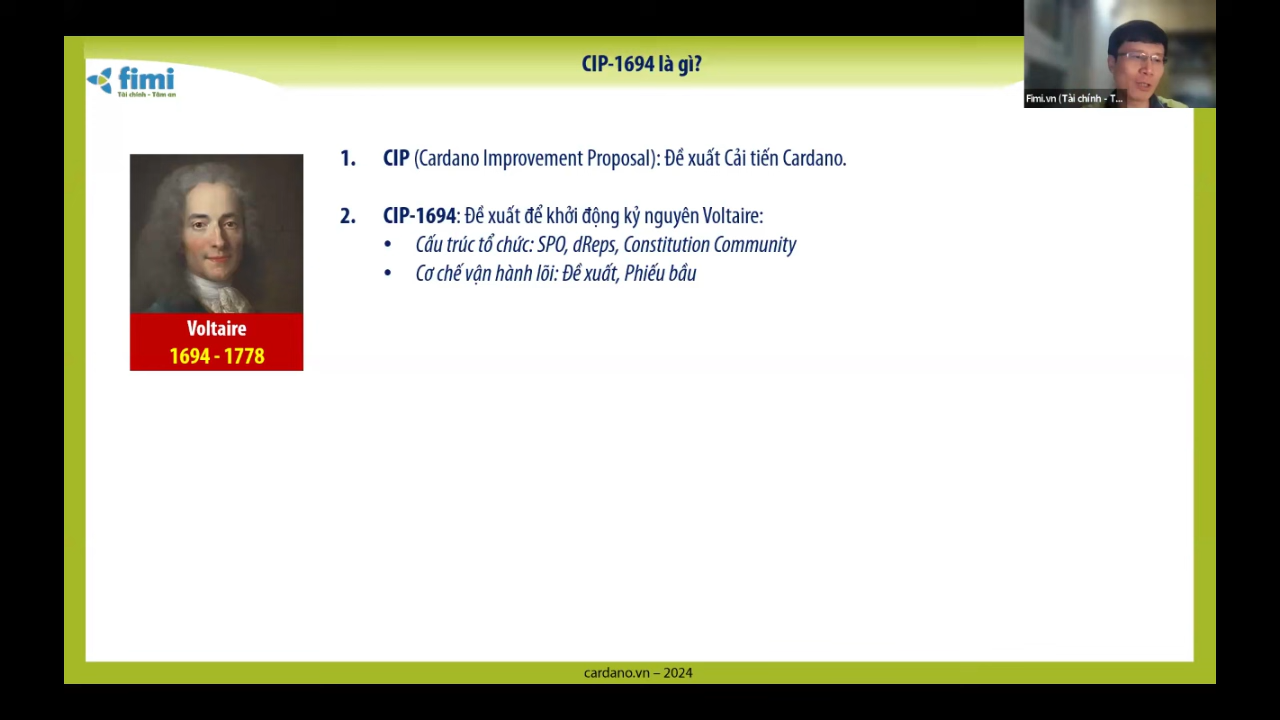 CIP-1694 là gì?
fimi
Tài chính - Tâm an
Fimi.vn (Tài chính - T...
1. CIP (Cardano Improvement Proposal): Đề xuất Cải tiến Cardano.
2. CIP-1694: Đề xuất để khởi động kỷ nguyên Voltaire:
• Cấu trúc tổ chức: SPO, dReps, Constitution Community
• Cơ chế vận hành lõi: Đề xuất, Phiếu bầu
Voltaire
1694 - 1778
cardano.vn – 2024